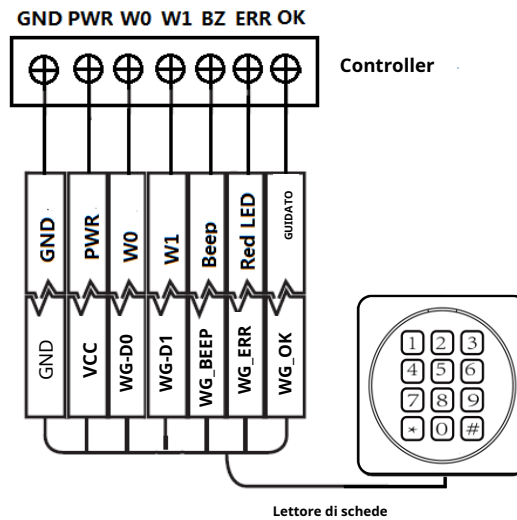 GND PWR W0 W1 BZ ERR OK
Controller
GND
PWR
W0
W1
Beep
Red LED
GUIDATO
GND
VCC
WG-D0
WG-D1
WG_BEEP
WG_ERR
WG_OK
1 2 3
4 5 6
7 8 9
* 0 #
Lettore di schede